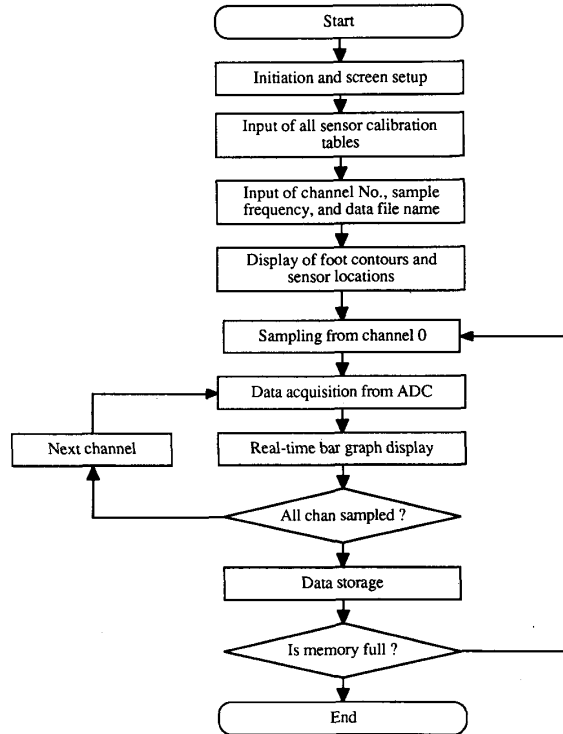 Start
Initiation and screen setup
Input of all sensor calibration
tables
Input of channel No., sample
frequency, and data file name
Display of foot contours and
sensor locations
Sampling from channel 0
Data acquisition from ADC
Next channel
Real-time bar graph display
All chan sampled ?
Data storage
Is memory full ?
End